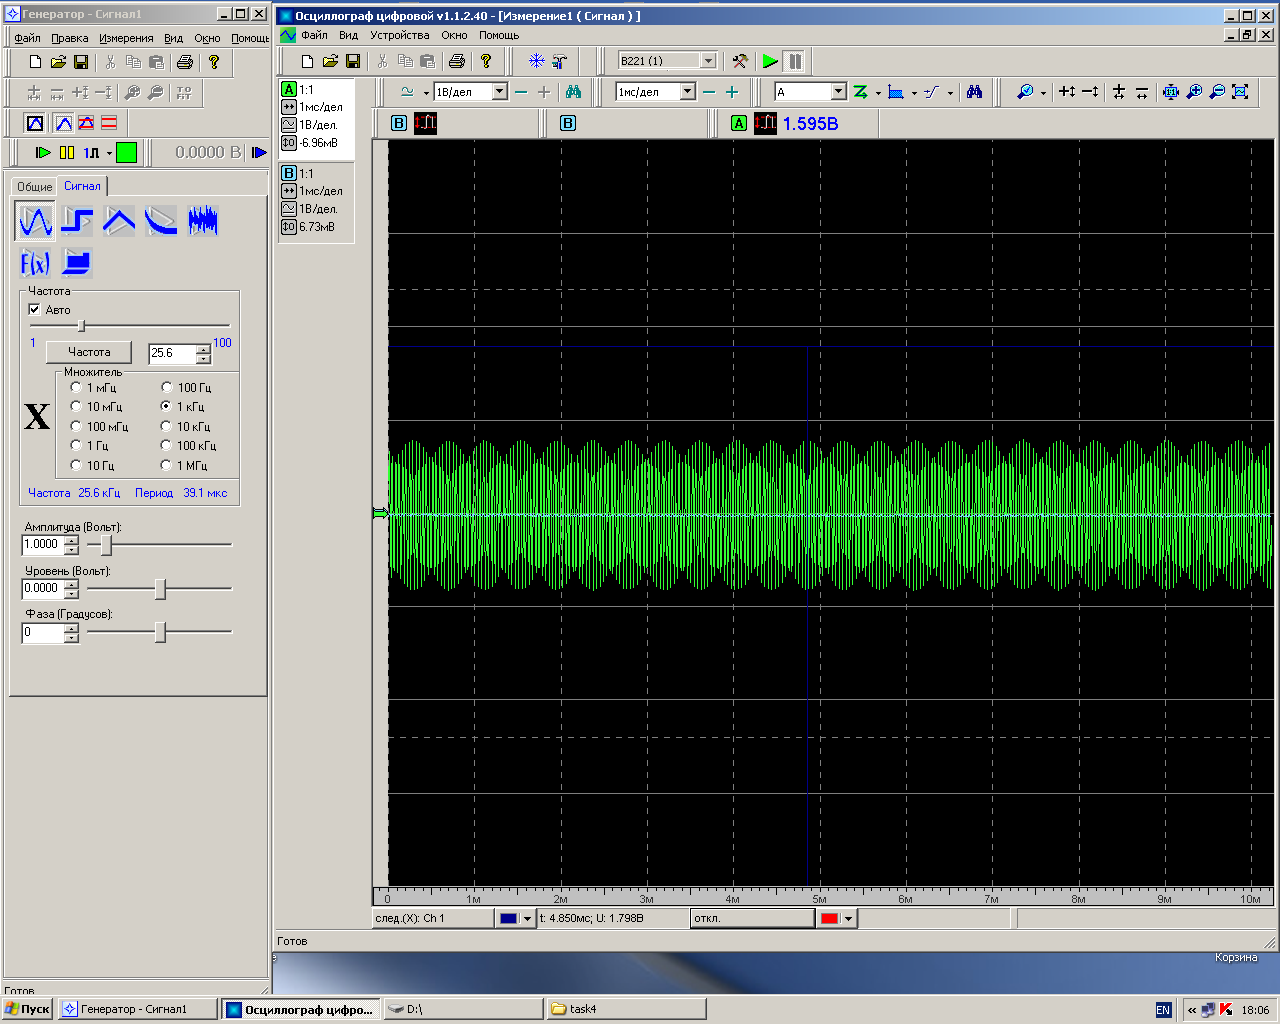 Генератор - Сигнал1
Файл Правка Измерения Вид Окно Помощь
0.0000 В
Общие Сигнал
F(x)
Частота
Авто
1 100
Частота 25.6
Множитель
X
1 мГц 100 Гц
10 мГц 1 кГц
100 мГц 10 кГц
1 Гц 100 кГц
10 Гц 1 МГц
Частота 25.6 кГц Период 39.1 мкс
Амплитуда (Вольт):
1.0000
Уровень (Вольт):
0.0000
Фаза (Градусов):
0
Готов
Осциллограф цифровой v1.1.2.40 - [Измерение1 ( Сигнал ) ]
Файл Вид Устройства Окно Помощь
B221 (1)
A 1:1
1мс/дел
1В/дел.
-6.96мВ
B 1:1
1мс/дел
1В/дел.
6.73мВ
1В/дел 1мс/дел A
B B A 1.595В
0 1м 2м 3м 4м 5м 6м 7м 8м 9м 10м
след.(X): Ch 1 t: 4.850мс; U: 1.798В откл.
Готов
Корзина
Пуск Генератор - Сигнал1 Осциллограф цифро... D:\ task4 EN « 18:06